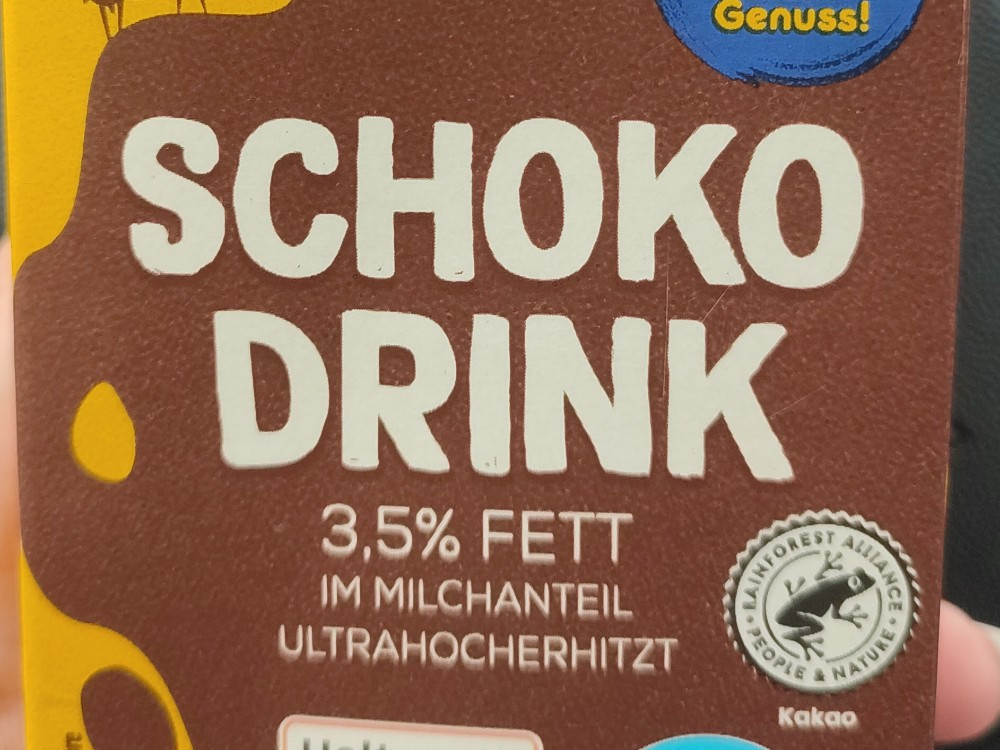 Genuss!
SCHOKO
DRINK
3,5% FETT
IM MILCHANTEIL
ULTRAHOCHERHITZT
RAINFOREST ALLIANCE
PEOPLE & NATURE
Kakao